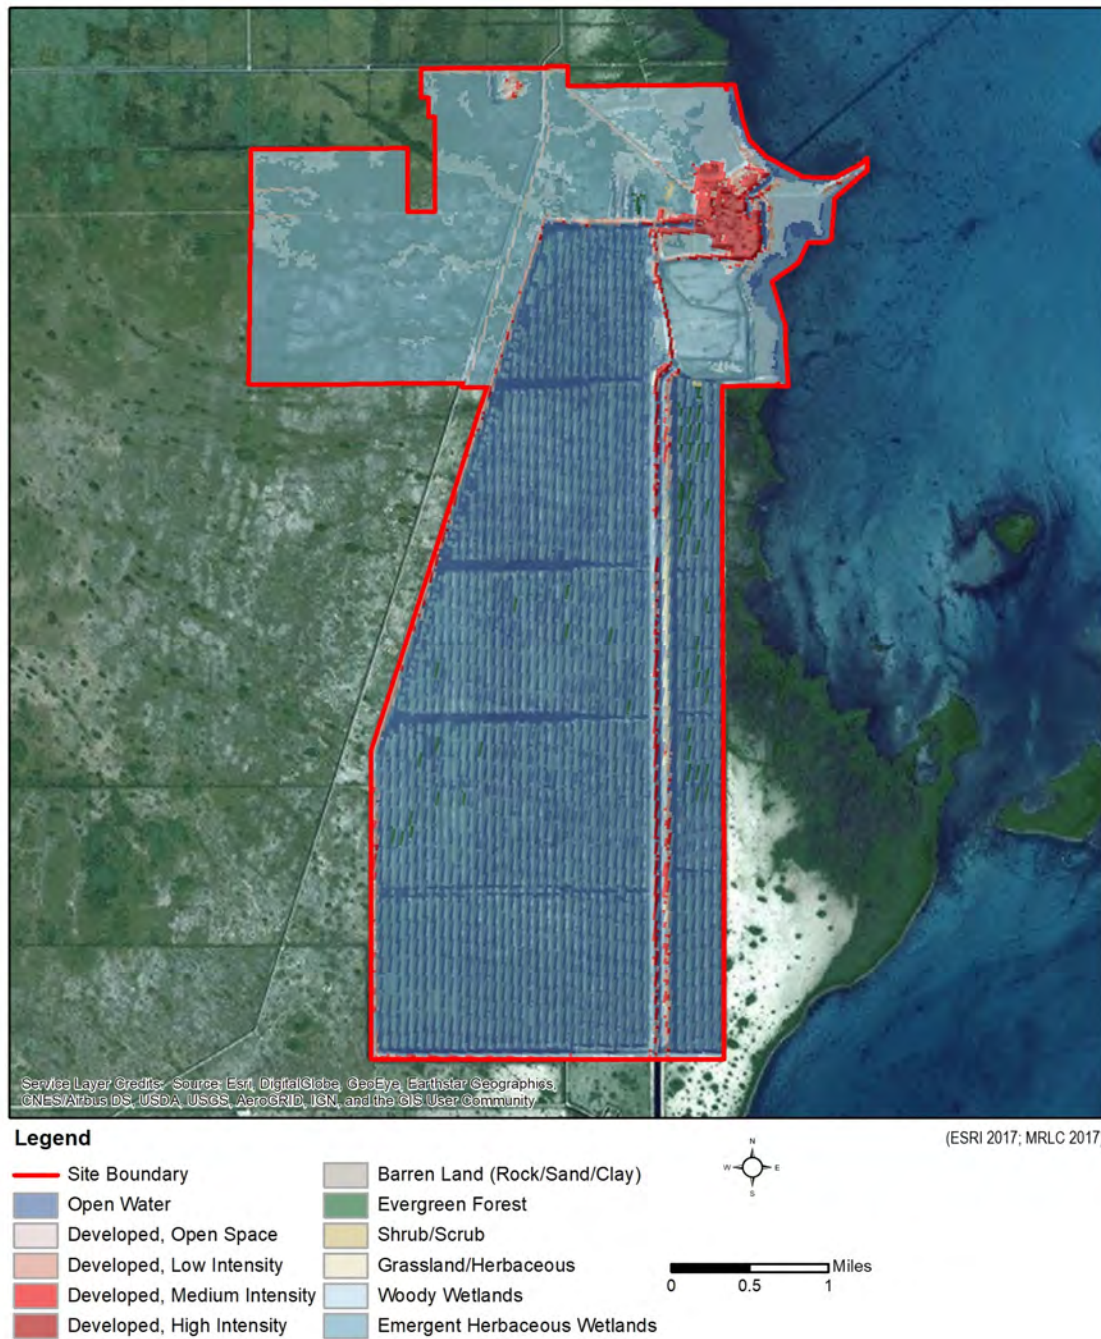 Service Layer Credits: Source: Esri, DigitalGlobe, GeoEye, Earthstar Geographics,
CNES/Airbus DS, USDA, USGS, AeroGRID, IGN, and the GIS User Community
Legend
(ESRI 2017; MRLC 2017)
Site Boundary
Open Water
Developed, Open Space
Developed, Low Intensity
Developed, Medium Intensity
Developed, High Intensity
Barren Land (Rock/Sand/Clay)
Evergreen Forest
Shrub/Scrub
Grassland/Herbaceous
Woody Wetlands
Emergent Herbaceous Wetlands
N
W E
S
Miles
0 0.5 1